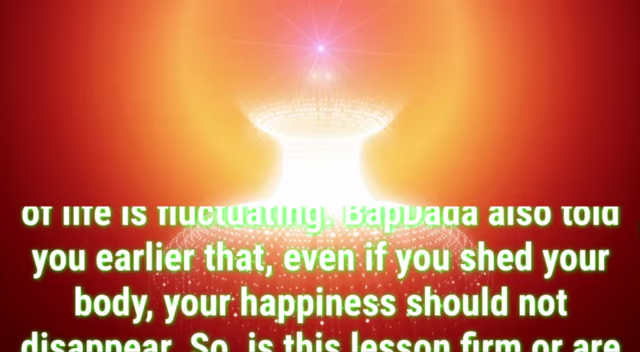 of life is fluctuating. BapDada also told
you earlier that, even if you shed your
body, your happiness should not
disappear. So, is this lesson firm or are